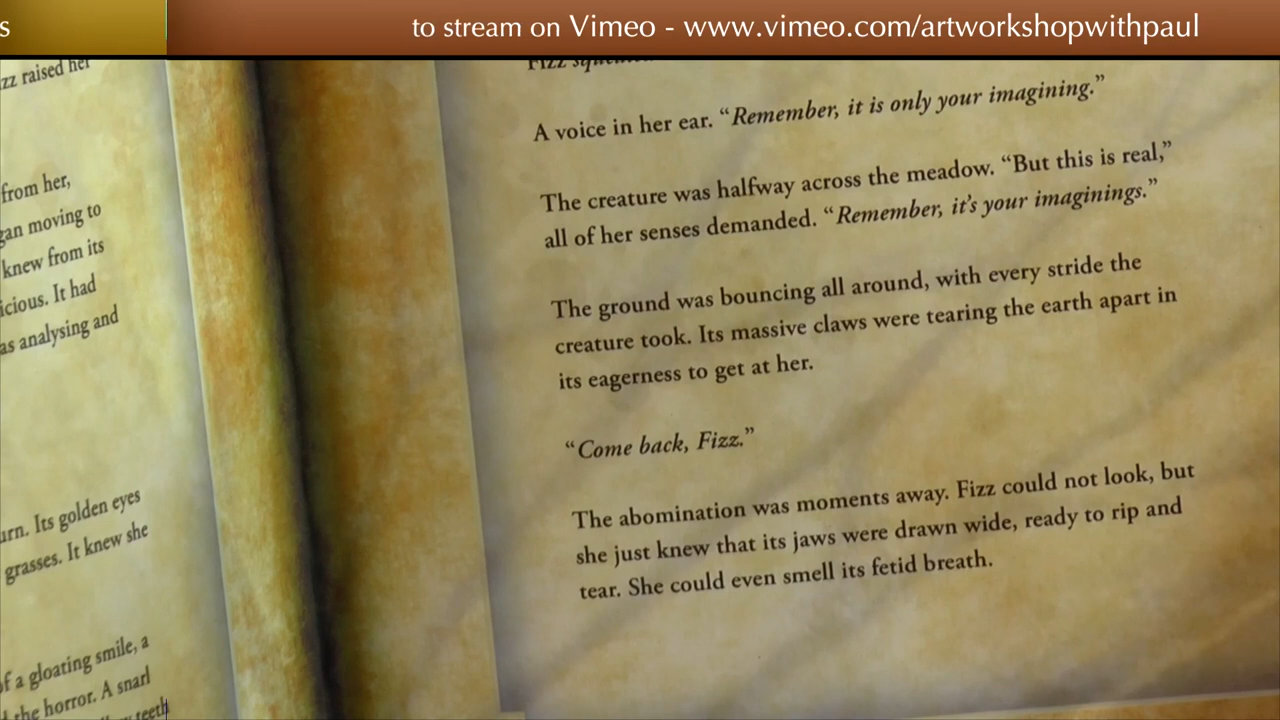 s
to stream on Vimeo - www.vimeo.com/artworkshopwithpaul
zz raised her
from her,
gan moving to
knew from its
icious. It had
as analysing and
urn. Its golden eyes
grasses. It knew she
of a gloating smile, a
the horror. A snarl
teeth
Fizz
A voice in her ear. “Remember, it is only your imagining.”
The creature was halfway across the meadow. “But this is real,”
all of her senses demanded. “Remember, it’s your imaginings.”
The ground was bouncing all around, with every stride the
creature took. Its massive claws were tearing the earth apart in
its eagerness to get at her.
“Come back, Fizz.”
The abomination was moments away. Fizz could not look, but
she just knew that its jaws were drawn wide, ready to rip and
tear. She could even smell its fetid breath.